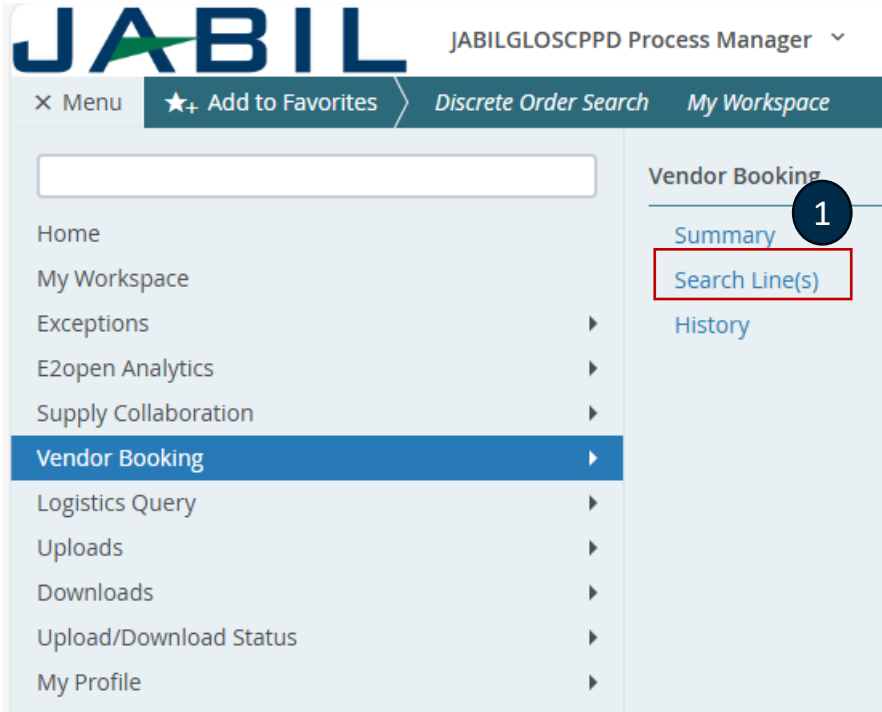 JABIL
JABILGLOSCPPD Process Manager
× Menu ★+ Add to Favorites Discrete Order Search My Workspace
Vendor Booking
1
Home
Summary
My Workspace
Search Line(s)
Exceptions
History
E2open Analytics
Supply Collaboration
Vendor Booking
Logistics Query
Uploads
Downloads
Upload/Download Status
My Profile